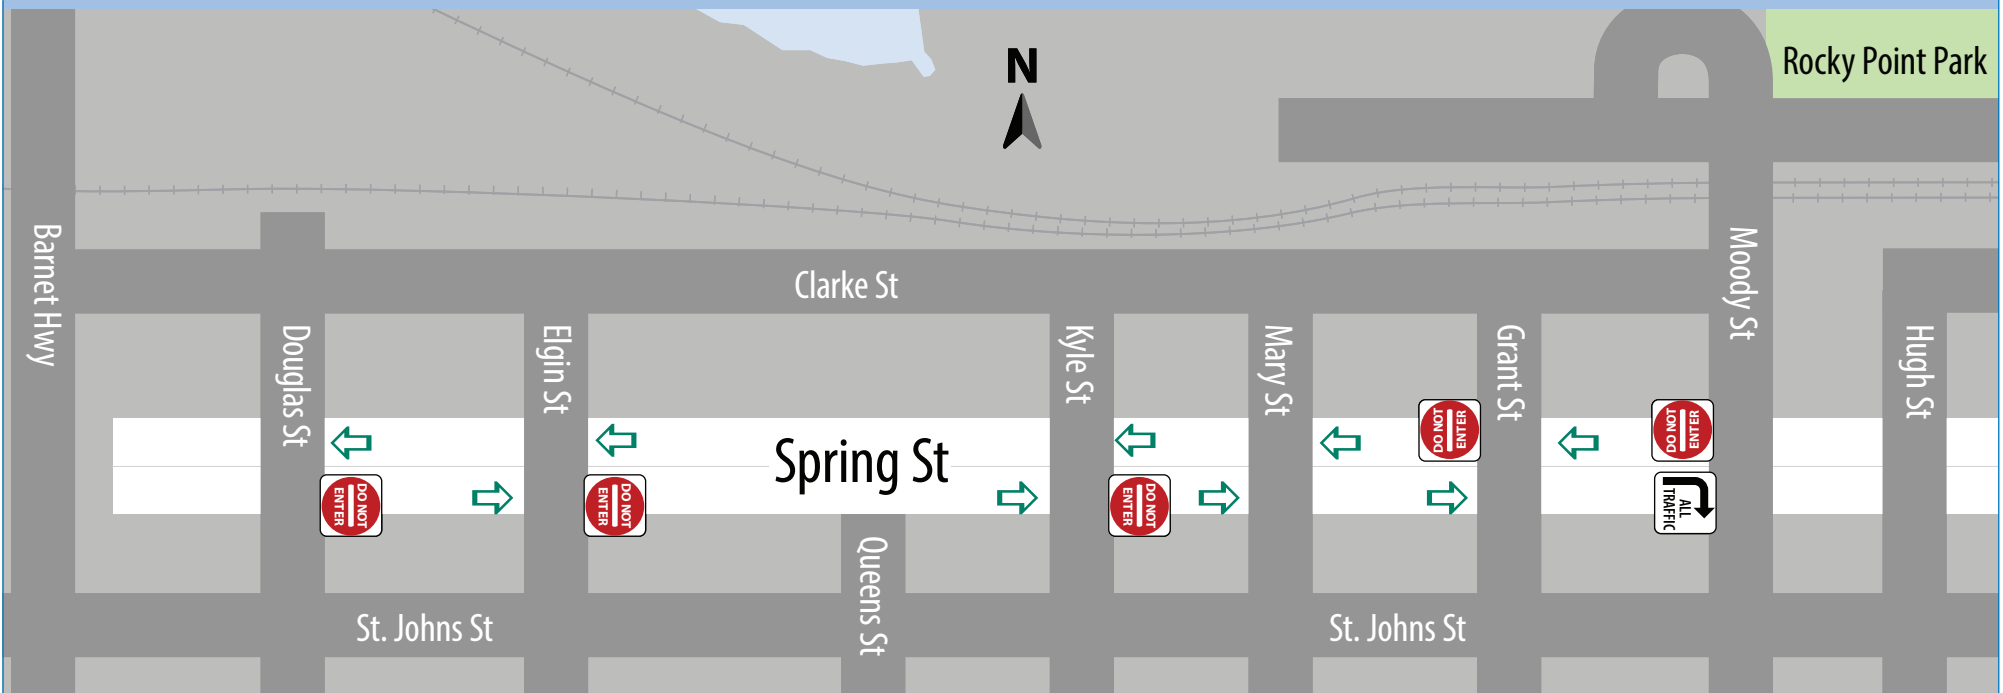 N
Rocky Point Park
Barnet Hwy
Clarke St
Moody St
Douglas St
Elgin St
Kyle St
Mary St
Grant St
Hugh St
DO NOT
ENTER
DO NOT
ENTER
Spring St
DO NOT
ENTER
DO NOT
ENTER
DO NOT
ENTER
ALL
TRAFFIC
Queens St
St. Johns St
St. Johns St